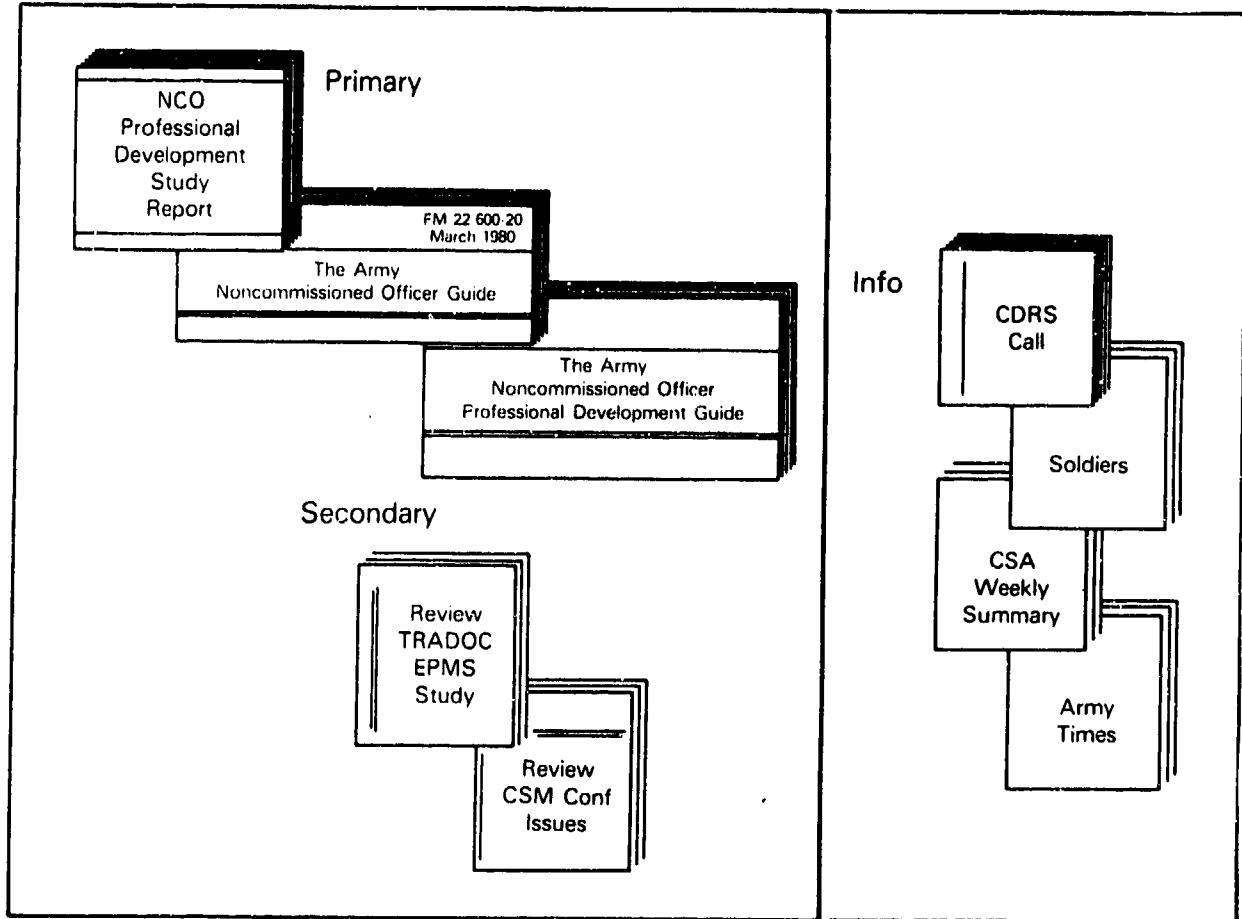 Primary
NCO
Professional
Development
Study
Report
FM 22 600-20
March 1980
The Army
Noncommissioned Officer Guide
The Army
Noncommissioned Officer
Professional Development Guide
Secondary
Review
TRADOC
EPMS
Study
Review
CSM Conf
Issues
Info
CDRS
Call
Soldiers
CSA
Weekly
Summary
Army
Times